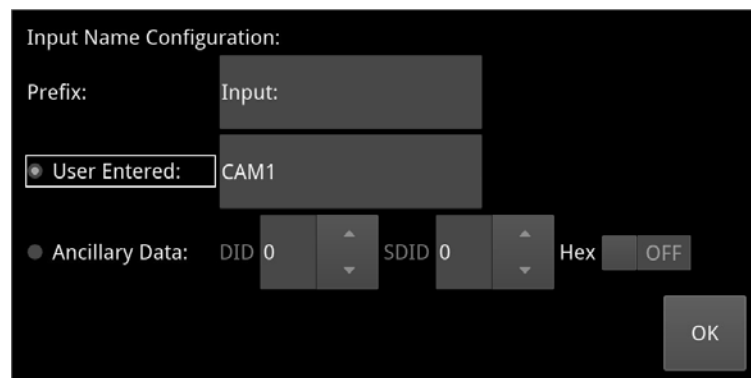 Input Name Configuration:
Prefix: Input:
User Entered: CAM1
Ancillary Data: DID 0 SDID 0 Hex OFF
OK